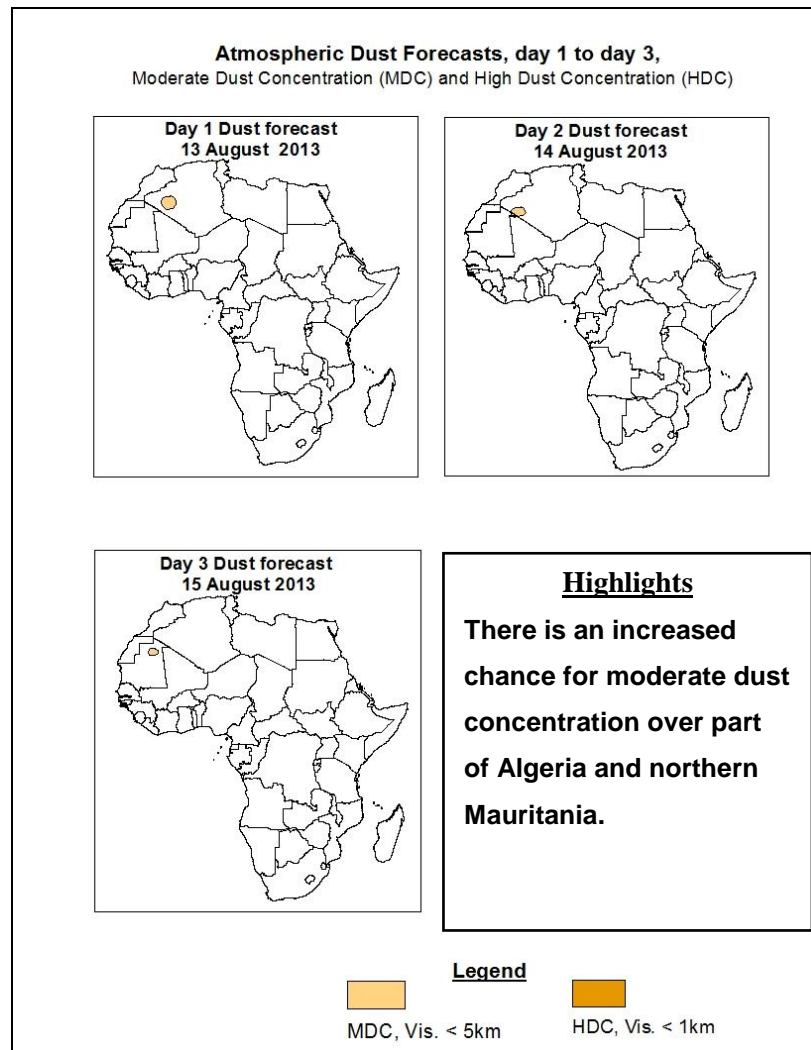 Atmospheric Dust Forecasts, day 1 to day 3,
Moderate Dust Concentration (MDC) and High Dust Concentration (HDC)
Day 1 Dust forecast
13 August 2013
Day 2 Dust forecast
14 August 2013
Day 3 Dust forecast
15 August 2013
Highlights
There is an increased
chance for moderate dust
concentration over part
of Algeria and northern
Mauritania.
Legend
MDC, Vis. < 5km
HDC, Vis. < 1km